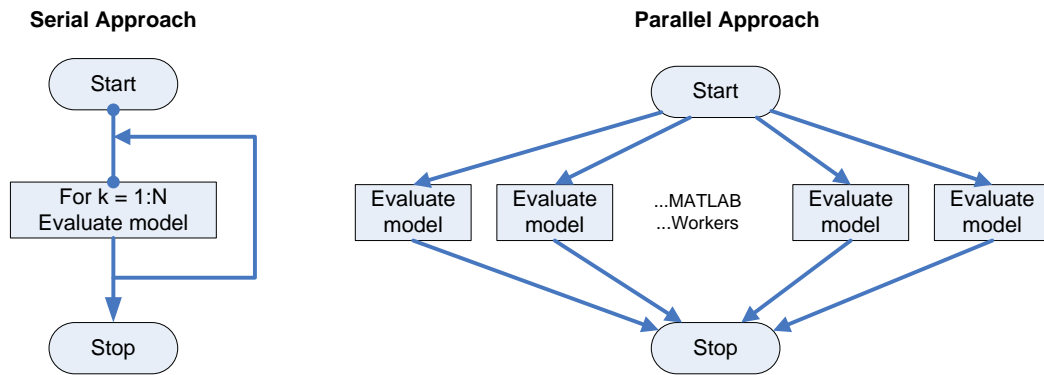 Serial Approach
Start
For k = 1:N
Evaluate model
Stop
Parallel Approach
Start
Evaluate
model
Evaluate
model
...MATLAB
...Workers
Evaluate
model
Evaluate
model
Stop